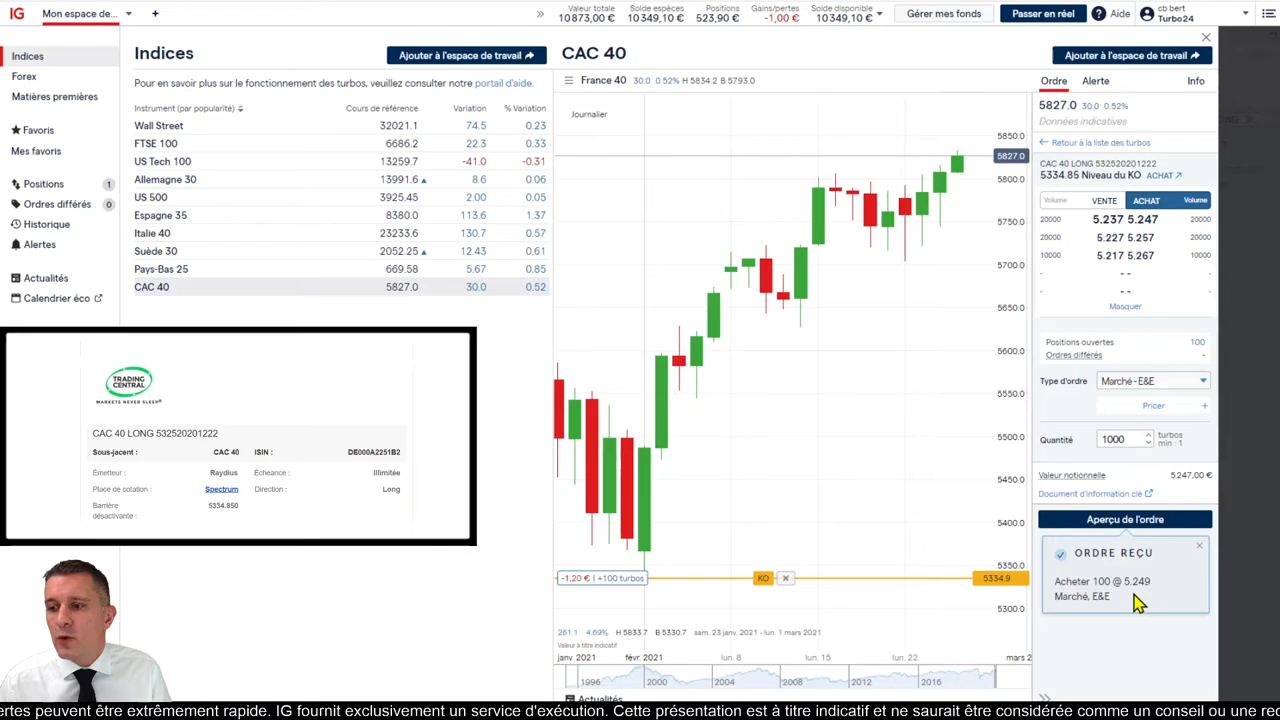 IG
Mon espace de...
Valeur totale
10 873,00 €
Solde espèces
10 349,10 €
Positions
523,90 €
Gains/pertes
-1,00 €
Solde disponible
10 349,10 €
Gérer mes fonds
Passer en réel
Aide
cb bert
Turbo24
Indices
Forex
Matières premières
Favoris
Mes favoris
Positions 1
Ordres différés 0
Historique
Alertes
Actualités
Calendrier éco
Indices
Ajouter à l'espace de travail
Pour en savoir plus sur le fonctionnement des turbos, veuillez consulter notre portail d'aide.
Instrument (par popularité) Cours de référence Variation % Variation
Wall Street 32021.1 74.5 0.23
FTSE 100 6686.2 22.3 0.33
US Tech 100 13259.7 -41.0 -0.31
Allemagne 30 13991.6 8.6 0.06
US 500 3925.45 2.00 0.05
Espagne 35 8380.0 113.6 1.37
Italie 40 23233.6 130.7 0.57
Suède 30 2052.25 12.43 0.61
Pays-Bas 25 669.58 5.67 0.85
CAC 40 5827.0 30.0 0.52
TRADING
CENTRAL
MARKETS NEVER SLEEP®
CAC 40 LONG 532520201222
Sous-jacent : CAC 40 ISIN : DE000A2251B2
Émetteur : Raydius Écheance : Illimitée
Place de cotation : Spectrum Direction : Long
Barrière 5334.850
désactivante :
CAC 40
Ajouter à l'espace de travail
France 40 30.0 0.52% H 5834.2 B 5793.0
Journalier
5850.0
5827.0
5800.0
5750.0
5700.0
5650.0
5600.0
5550.0
5500.0
5450.0
5400.0
5350.0
5334.9
5300.0
-1,20 € +100 turbos
KO
261.1 4.69% H 5833.7 B 5330.7 sam. 23 janv. 2021 - lun. 1 mars 2021
Valeur à titre indicatif
janv. 2021 févr. 2021 lun. 8 lun. 15 lun. 22 mars 2
1996 2000 2004 2008 2012 2016
Actualités
Ordre Alerte Info
5827.0 30.0 0.52%
Données indicatives
Retour à la liste des turbos
CAC 40 LONG 532520201222
5334.85 Niveau du KO ACHAT
Volume VENTE ACHAT Volume
20000 5.237 5.247 20000
20000 5.227 5.257 20000
10000 5.217 5.267 10000
- - - -
- - - -
Masquer
Positions ouvertes 100
Ordres différés -
Type d'ordre Marché - E&E
Pricer +
Quantité 1000 turbos
min : 1
Valeur notionnelle 5 247,00 €
Document d'information clé
Aperçu de l'ordre
ORDRE REÇU
Acheter 100 @ 5.249
Marché, E&E
ertes peuvent être extrêmement rapide. IG fournit exclusivement un service d'exécution. Cette présentation est à titre indicatif et ne saurait être considérée comme un conseil ou une rec